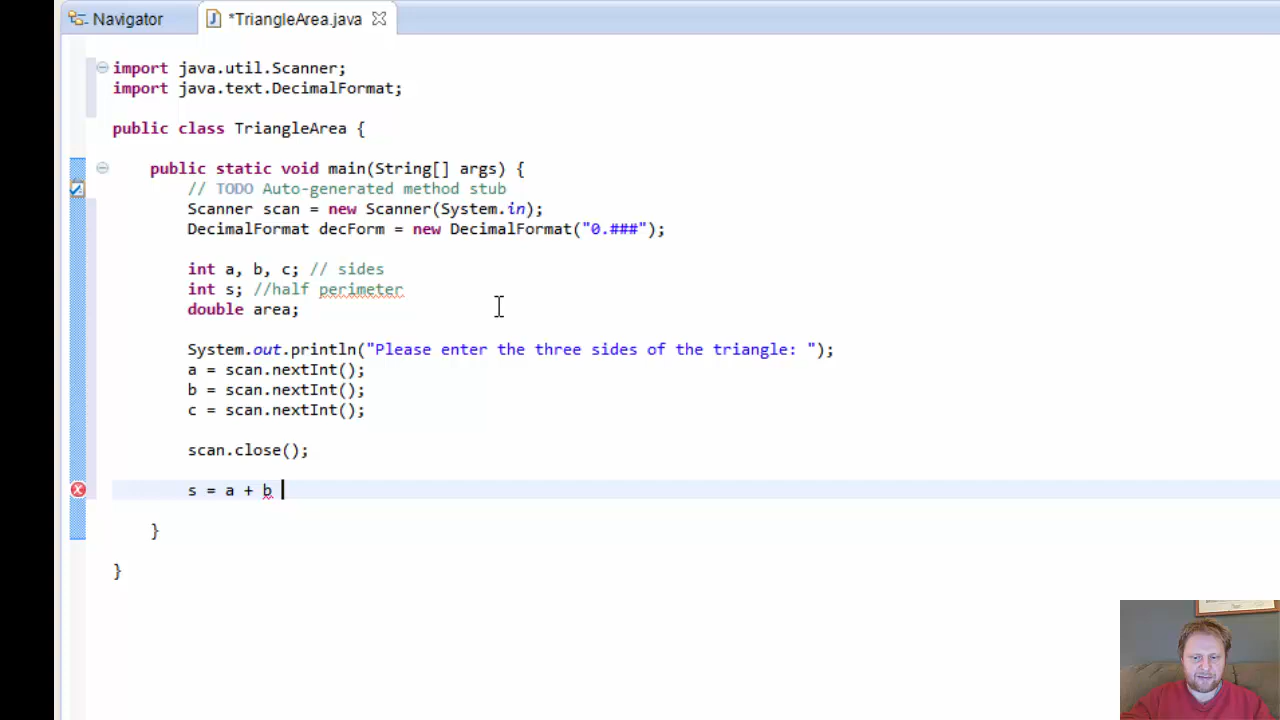 Navigator
*TriangleArea.java
import java.util.Scanner;
import java.text.DecimalFormat;
public class TriangleArea {
public static void main(String[] args) {
// TODO Auto-generated method stub
Scanner scan = new Scanner(System.in);
DecimalFormat decForm = new DecimalFormat("0.###");
int a, b, c; // sides
int s; //half perimeter
double area;
System.out.println("Please enter the three sides of the triangle: ");
a = scan.nextInt();
b = scan.nextInt();
c = scan.nextInt();
scan.close();
s = a + b
}
}